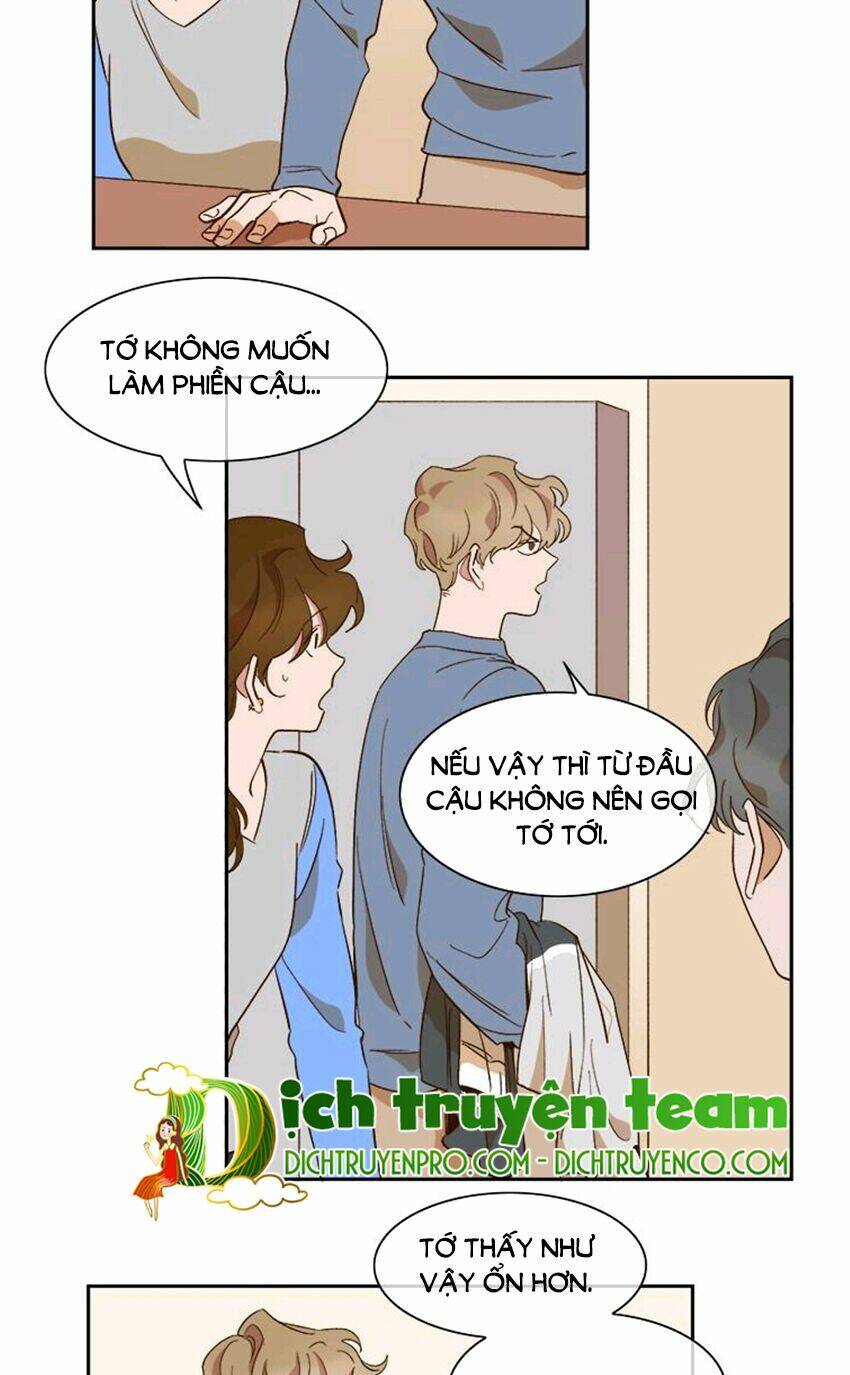 TỚ KHÔNG MUỐN
LÀM PHIỀN CẬU...
NẾU VẬY THÌ TỪ ĐẦU
CẬU KHÔNG NÊN GỌI
TỚ TỚI.
Dịch truyện team
DICHTRUYENPRO.COM - DICHTRUYENCO.COM
TỚ THẤY NHƯ
VẬY ỔN HƠN.